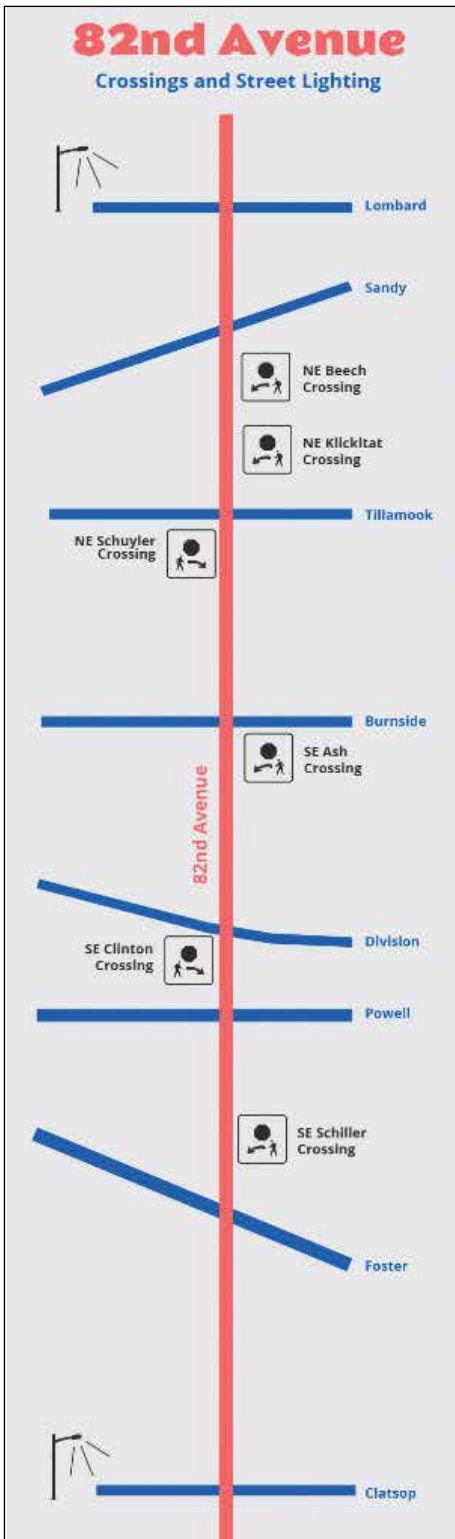 82nd Avenue
Crossings and Street Lighting
Lombard
Sandy
NE Beech
Crossing
NE Klickitat
Crossing
Tillamook
NE Schuyler
Crossing
Burnside
SE Ash
Crossing
82nd Avenue
Division
SE Clinton
Crossing
Powell
SE Schiller
Crossing
Foster
Clatsop